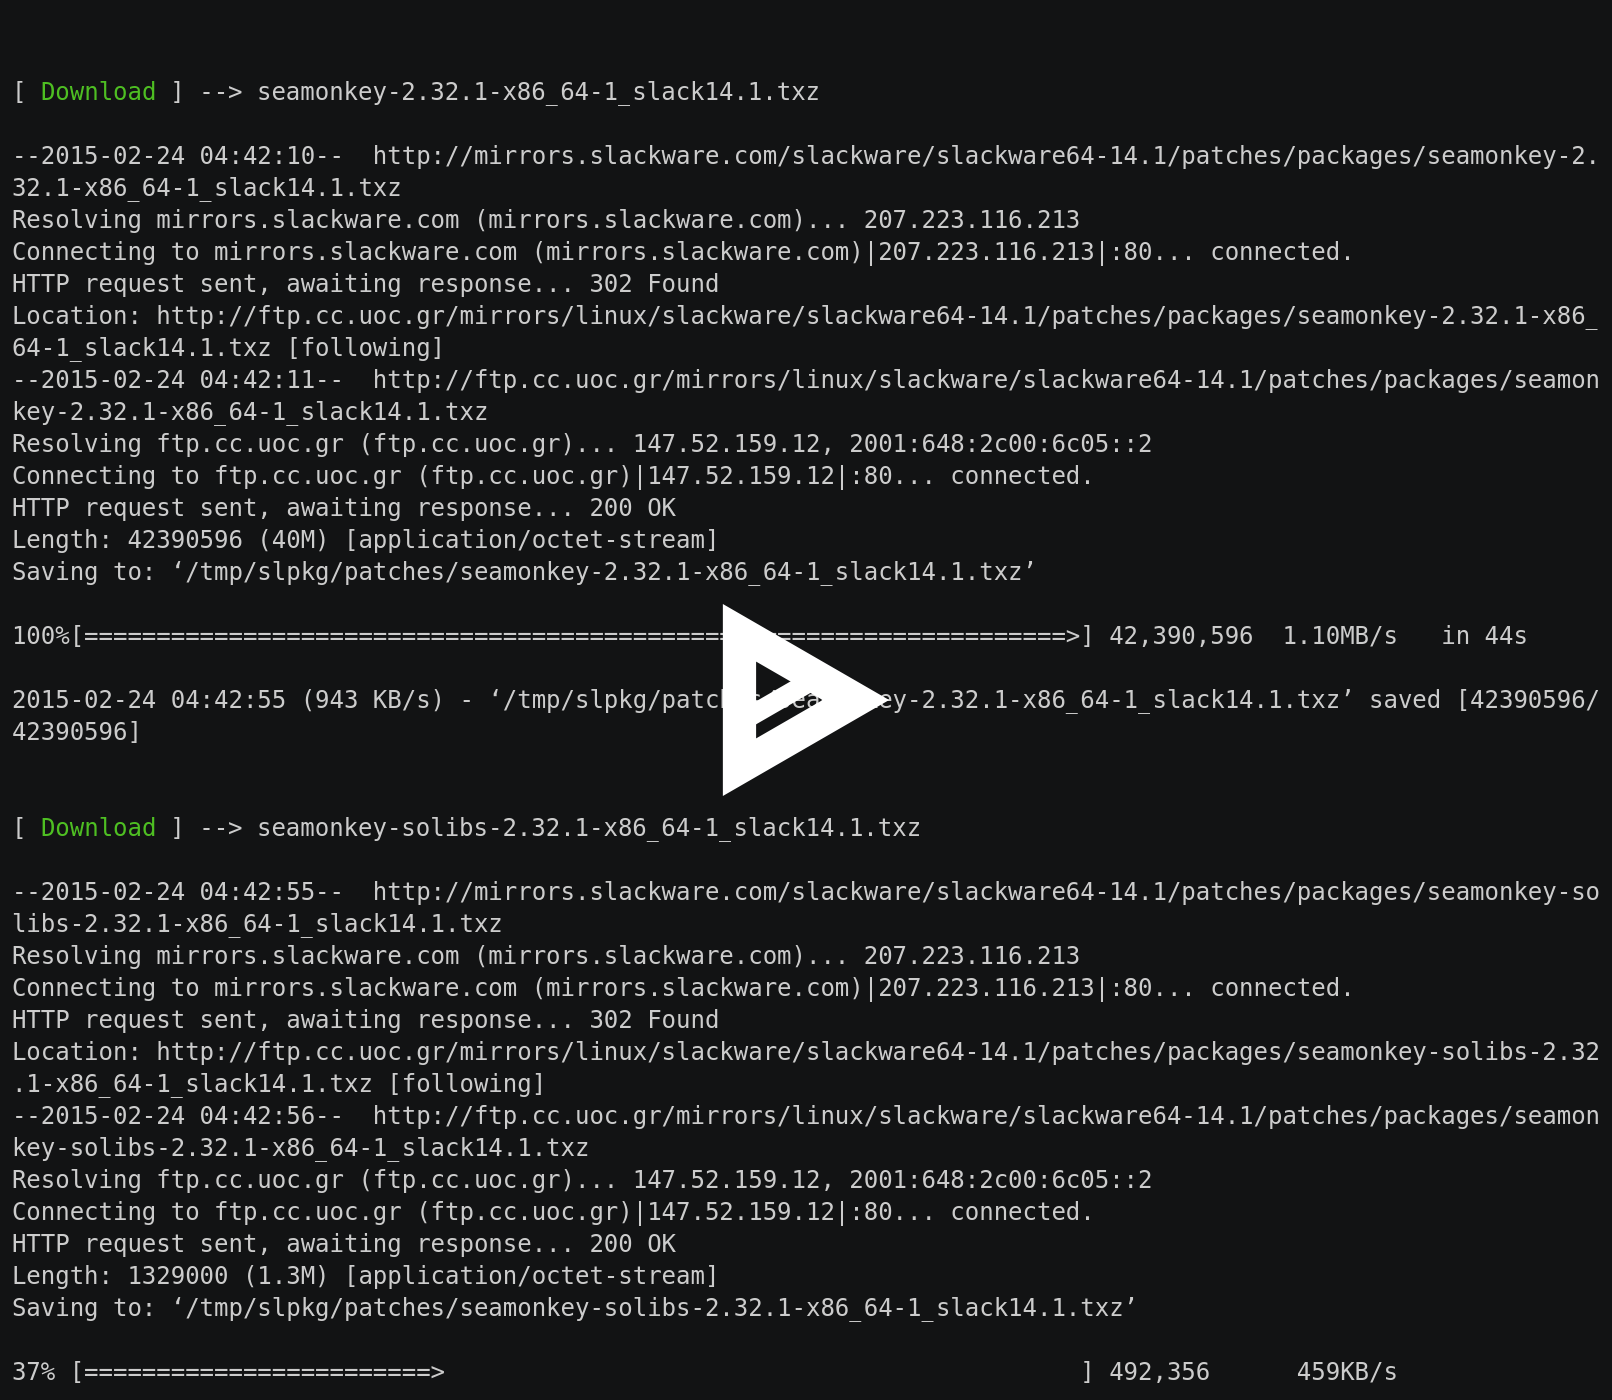 [ Download ] --> seamonkey-2.32.1-x86_64-1_slack14.1.txz
--2015-02-24 04:42:10--  http://mirrors.slackware.com/slackware/slackware64-14.1/patches/packages/seamonkey-2.
32.1-x86_64-1_slack14.1.txz
Resolving mirrors.slackware.com (mirrors.slackware.com)... 207.223.116.213
Connecting to mirrors.slackware.com (mirrors.slackware.com)|207.223.116.213|:80... connected.
HTTP request sent, awaiting response... 302 Found
Location: http://ftp.cc.uoc.gr/mirrors/linux/slackware/slackware64-14.1/patches/packages/seamonkey-2.32.1-x86_
64-1_slack14.1.txz [following]
--2015-02-24 04:42:11--  http://ftp.cc.uoc.gr/mirrors/linux/slackware/slackware64-14.1/patches/packages/seamon
key-2.32.1-x86_64-1_slack14.1.txz
Resolving ftp.cc.uoc.gr (ftp.cc.uoc.gr)... 147.52.159.12, 2001:648:2c00:6c05::2
Connecting to ftp.cc.uoc.gr (ftp.cc.uoc.gr)|147.52.159.12|:80... connected.
HTTP request sent, awaiting response... 200 OK
Length: 42390596 (40M) [application/octet-stream]
Saving to: ‘/tmp/slpkg/patches/seamonkey-2.32.1-x86_64-1_slack14.1.txz’
100%[====================================================================>] 42,390,596  1.10MB/s   in 44s
2015-02-24 04:42:55 (943 KB/s) - ‘/tmp/slpkg/patches/seamonkey-2.32.1-x86_64-1_slack14.1.txz’ saved [42390596/
42390596]
[ Download ] --> seamonkey-solibs-2.32.1-x86_64-1_slack14.1.txz
--2015-02-24 04:42:55--  http://mirrors.slackware.com/slackware/slackware64-14.1/patches/packages/seamonkey-so
libs-2.32.1-x86_64-1_slack14.1.txz
Resolving mirrors.slackware.com (mirrors.slackware.com)... 207.223.116.213
Connecting to mirrors.slackware.com (mirrors.slackware.com)|207.223.116.213|:80... connected.
HTTP request sent, awaiting response... 302 Found
Location: http://ftp.cc.uoc.gr/mirrors/linux/slackware/slackware64-14.1/patches/packages/seamonkey-solibs-2.32
.1-x86_64-1_slack14.1.txz [following]
--2015-02-24 04:42:56--  http://ftp.cc.uoc.gr/mirrors/linux/slackware/slackware64-14.1/patches/packages/seamon
key-solibs-2.32.1-x86_64-1_slack14.1.txz
Resolving ftp.cc.uoc.gr (ftp.cc.uoc.gr)... 147.52.159.12, 2001:648:2c00:6c05::2
Connecting to ftp.cc.uoc.gr (ftp.cc.uoc.gr)|147.52.159.12|:80... connected.
HTTP request sent, awaiting response... 200 OK
Length: 1329000 (1.3M) [application/octet-stream]
Saving to: ‘/tmp/slpkg/patches/seamonkey-solibs-2.32.1-x86_64-1_slack14.1.txz’
37% [========================>                                            ] 492,356      459KB/s